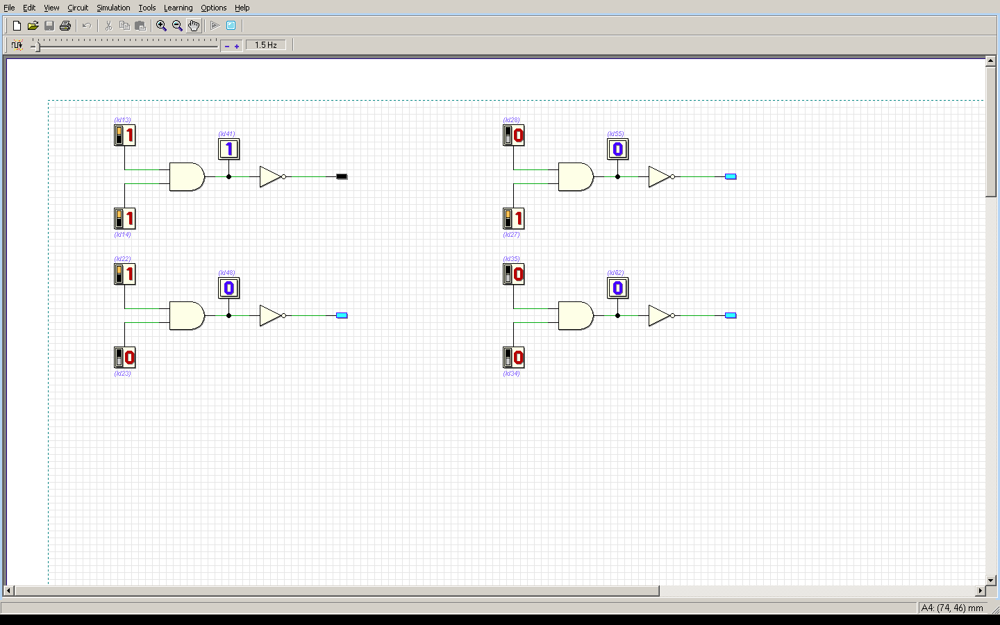 File Edit View Circuit Simulation Tools Learning Options Help
- + 1.5 Hz
(Id13)
1
(Id41)
1
1
(Id14)
(Id28)
0
(Id55)
0
1
(Id27)
(Id22)
1
(Id48)
0
0
(Id23)
(Id35)
0
(Id62)
0
0
(Id34)
A4: (74, 46) mm